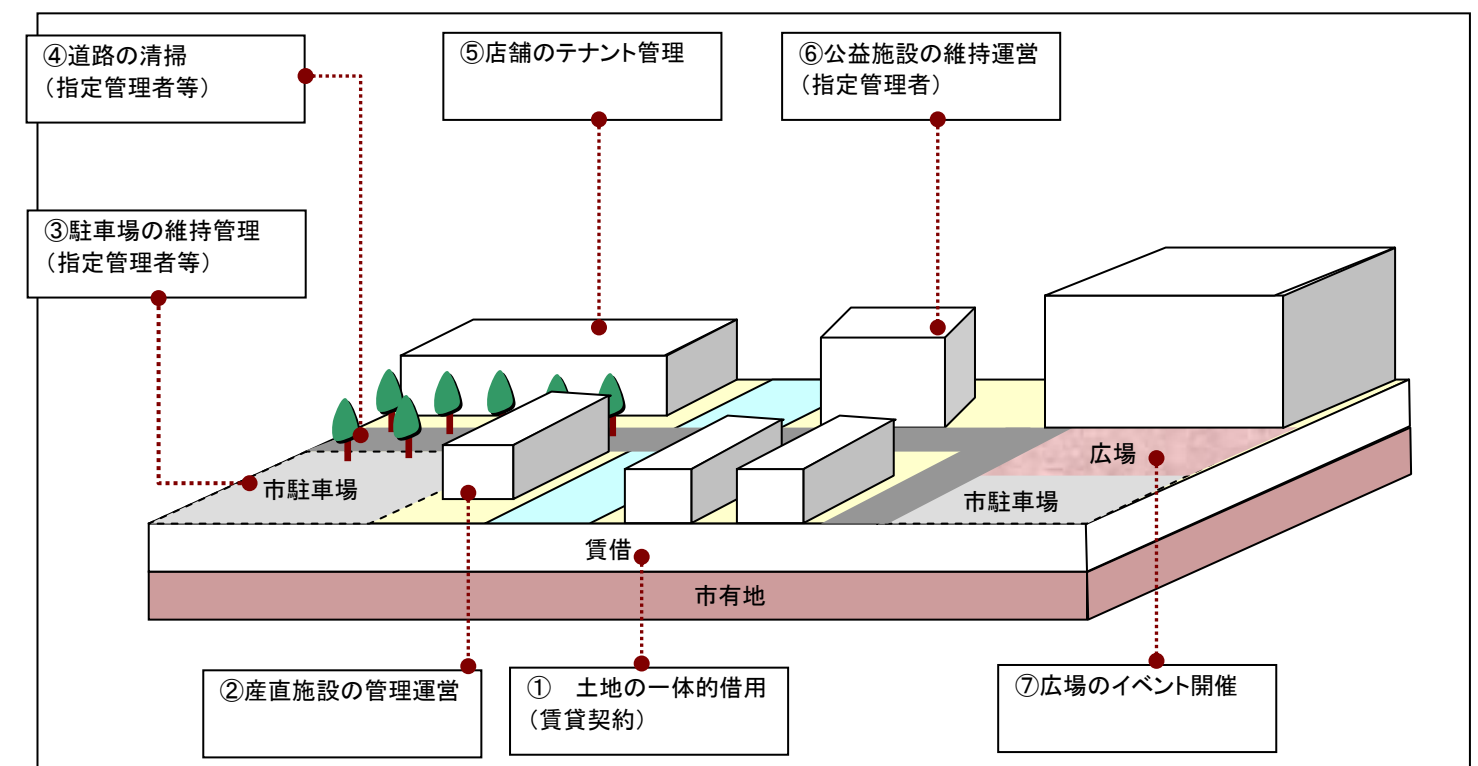 ④道路の清掃
（指定管理者等）
⑤店舗のテナント管理
⑥公益施設の維持運営
（指定管理者）
③駐車場の維持管理
（指定管理者等）
広場
市駐車場
市駐車場
賃借
市有地
②産直施設の管理運営
①　土地の一体的借用
（賃貸契約）
⑦広場のイベント開催